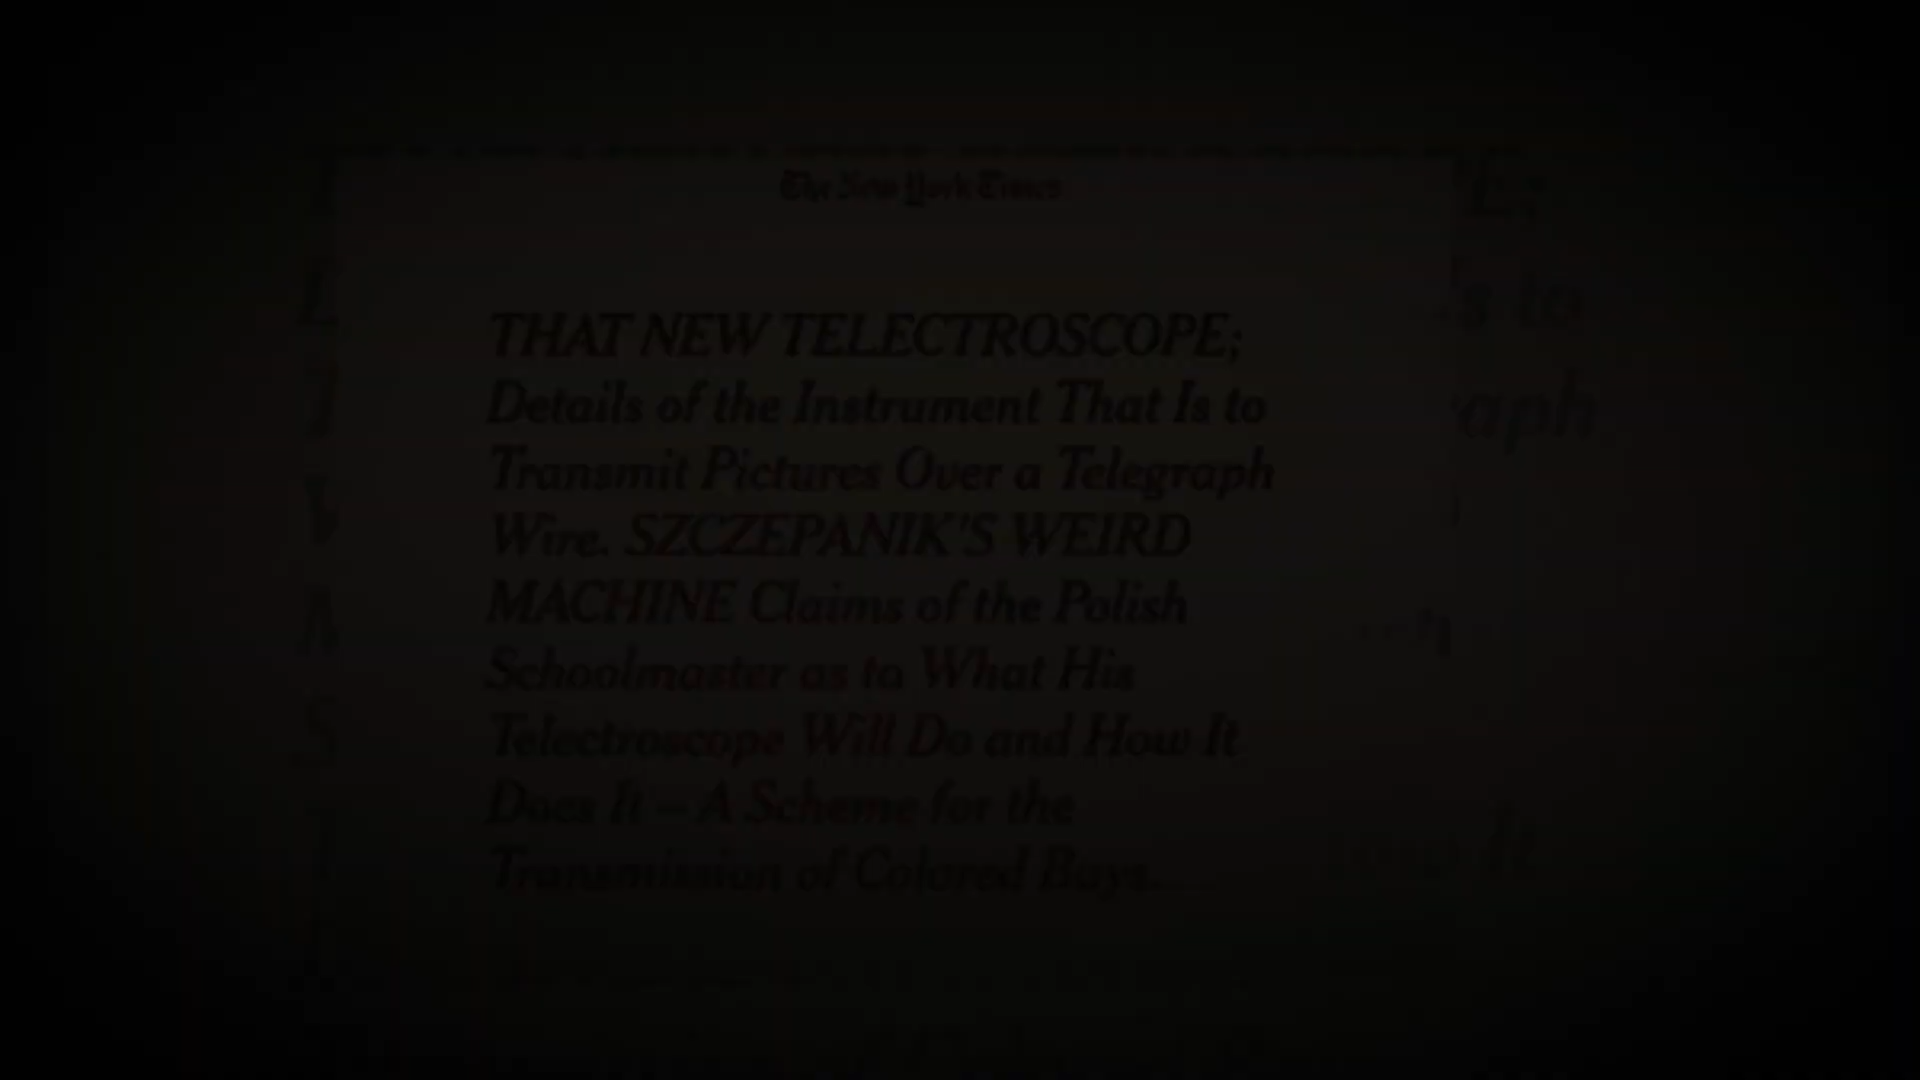 The New York Times
THAT NEW TELECTROSCOPE;
Details of the Instrument That Is to
Transmit Pictures Over a Telegraph
Wire. SZCZEPANIK'S WEIRD
MACHINE Claims of the Polish
Schoolmaster as to What His
Telectroscope Will Do and How It
Does It -- A Scheme for the
Transmission of Colored Bays.